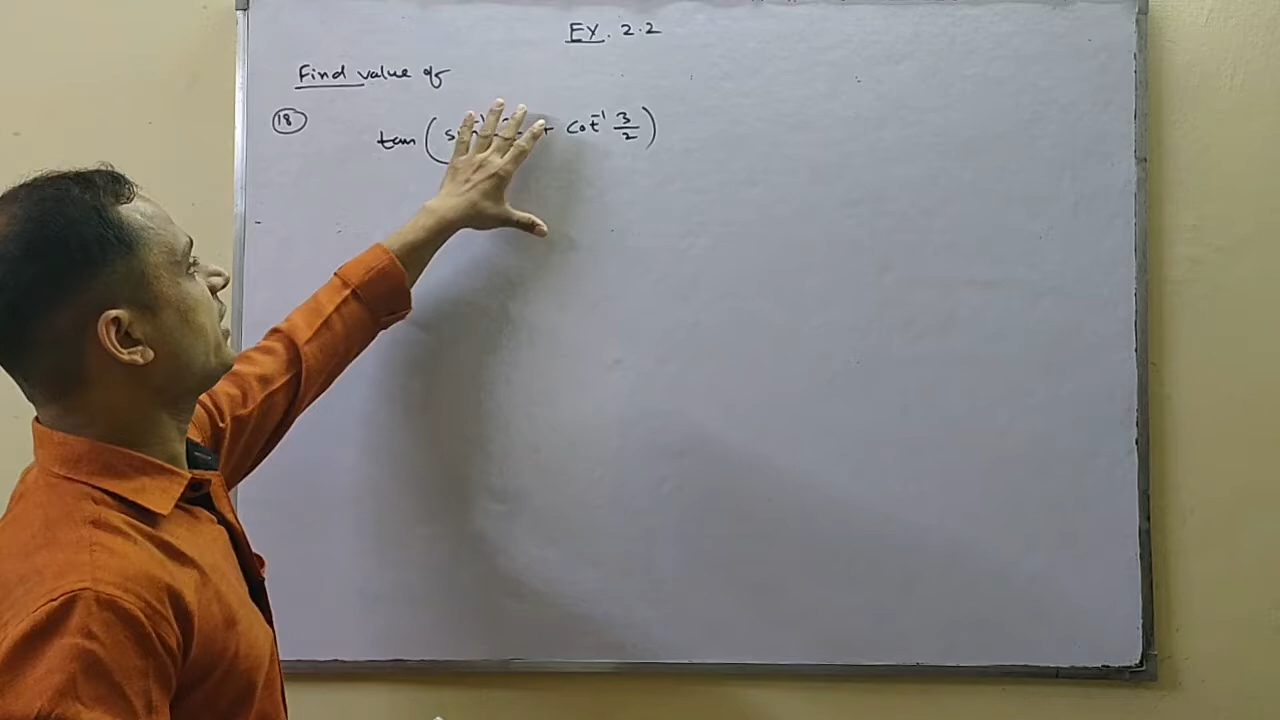 EX. 2.2
Find value of
18 tan ( + Cot⁻¹ 3/2 )